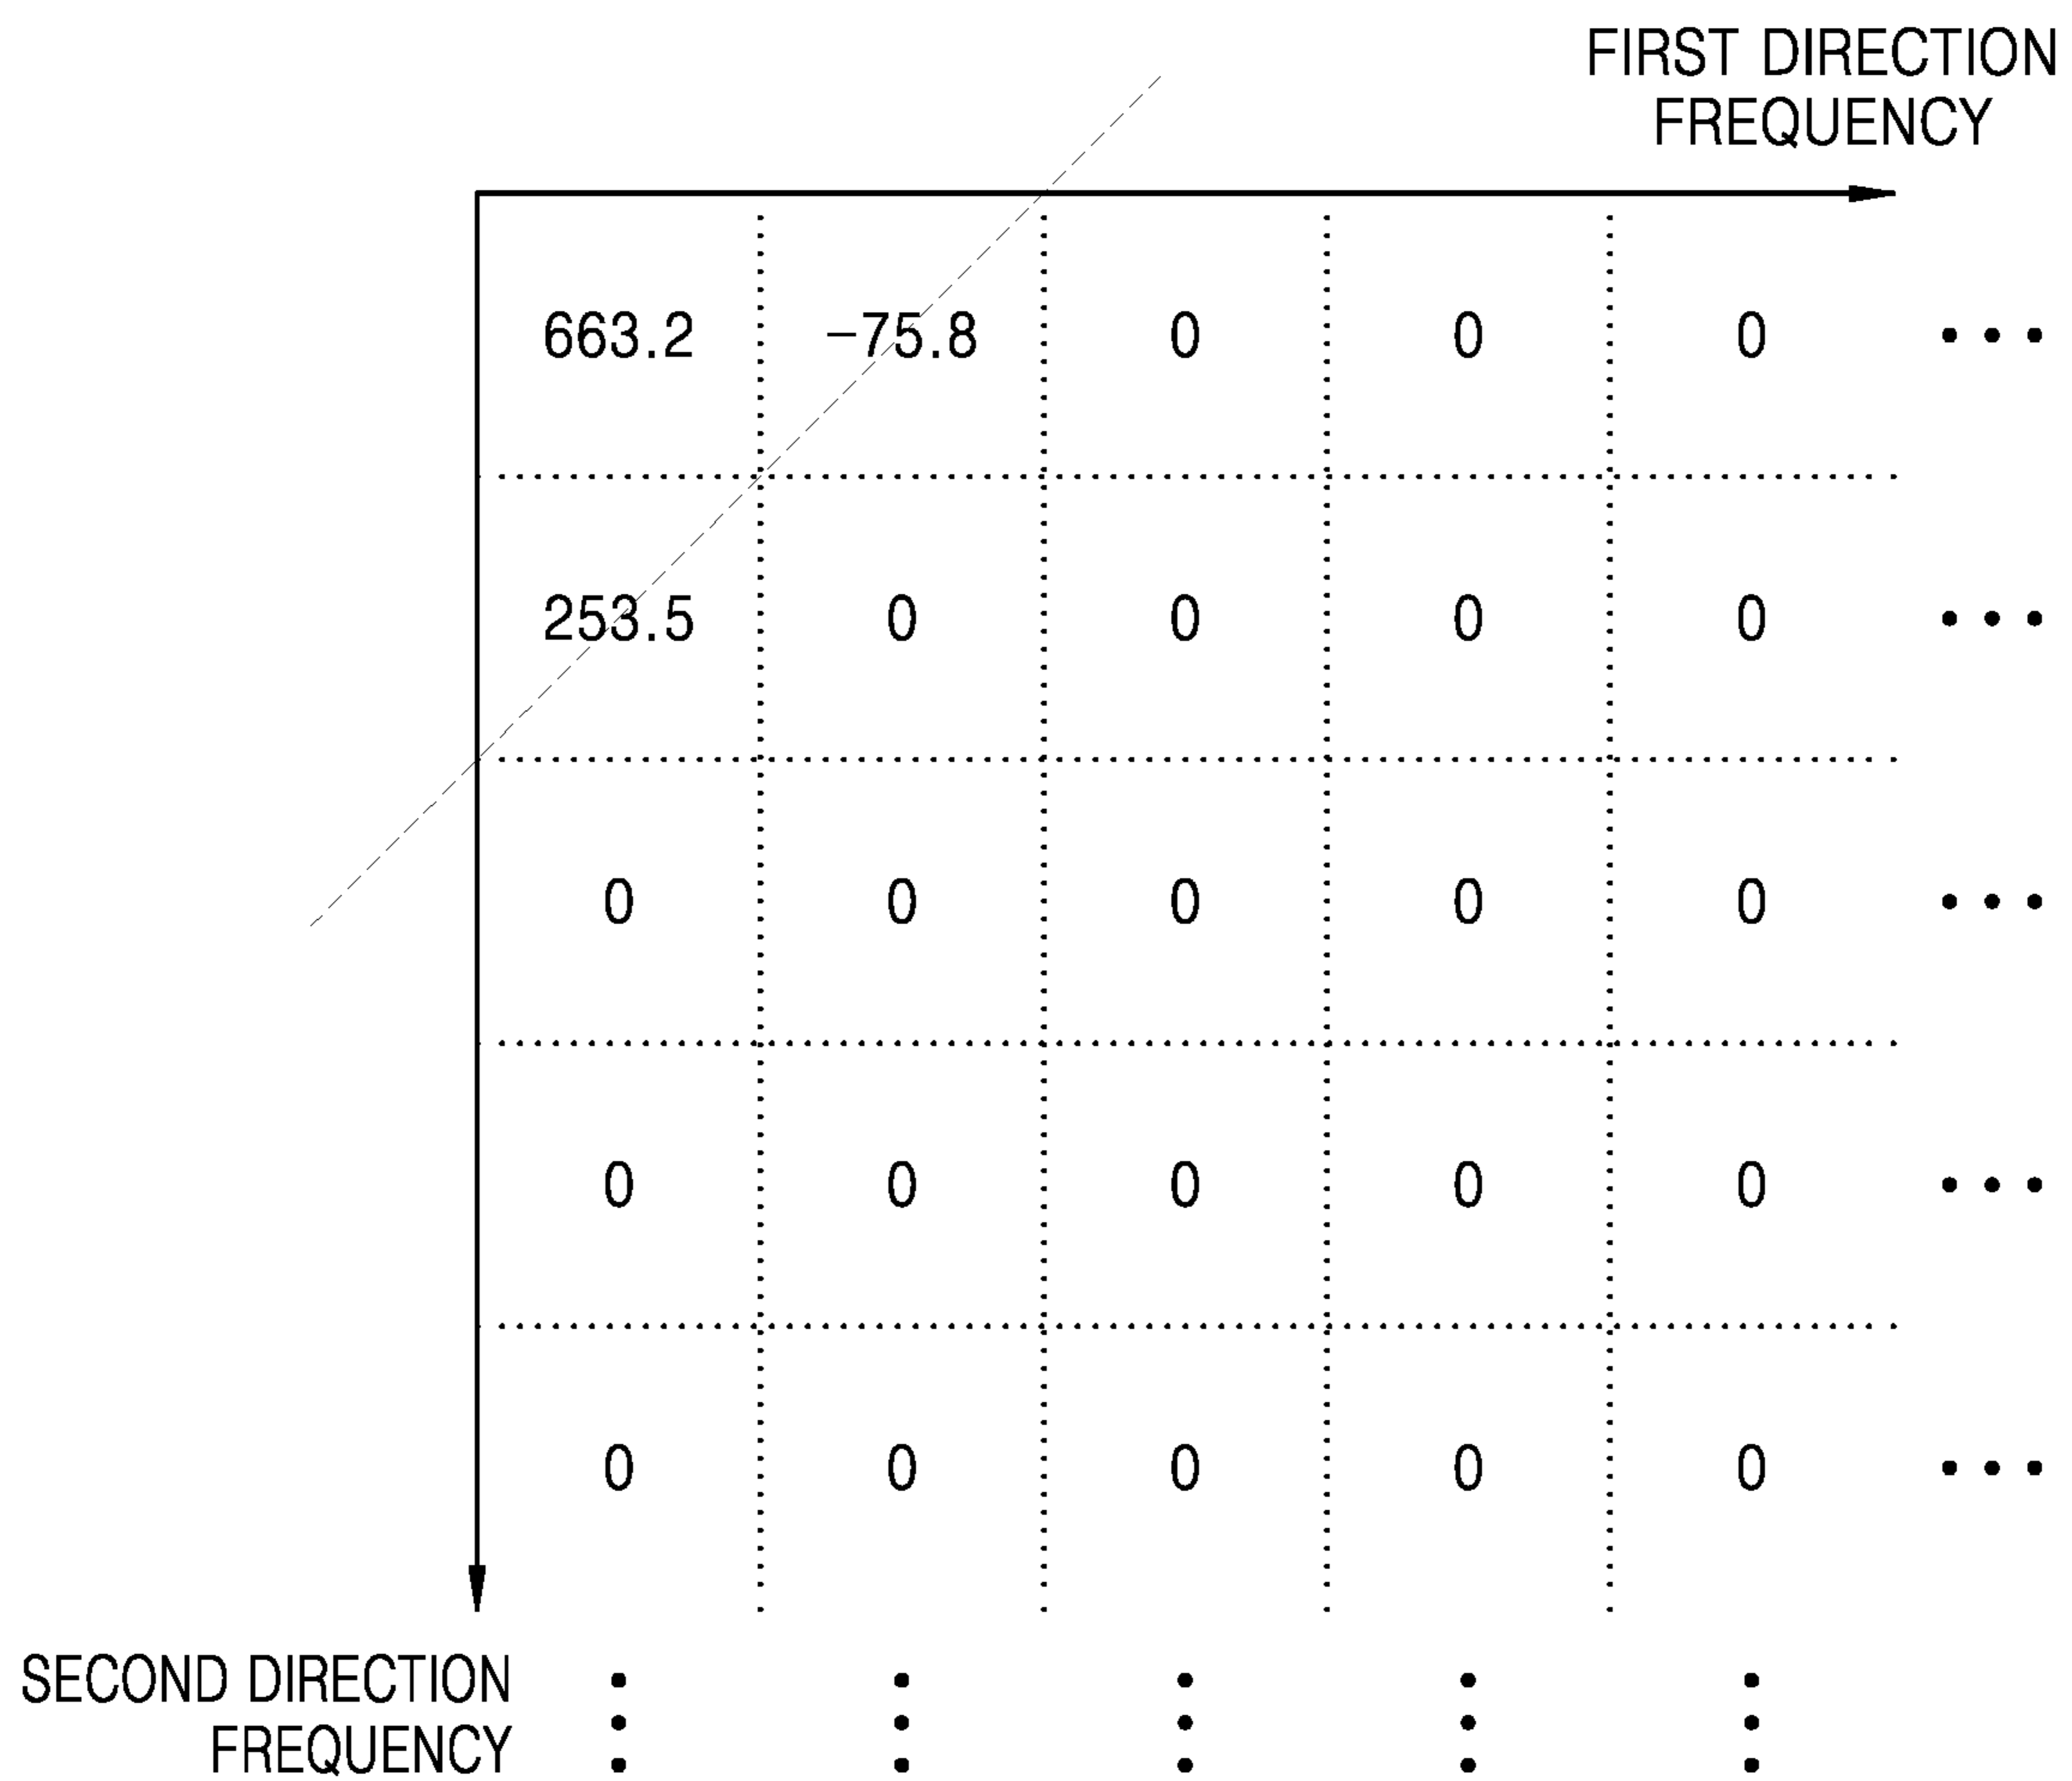 FIRST DIRECTION
FREQUENCY
663.2 -75.8 0 0 0 •••
253.5 0 0 0 0 •••
0 0 0 0 0 •••
0 0 0 0 0 •••
0 0 0 0 0 •••
SECOND DIRECTION
FREQUENCY